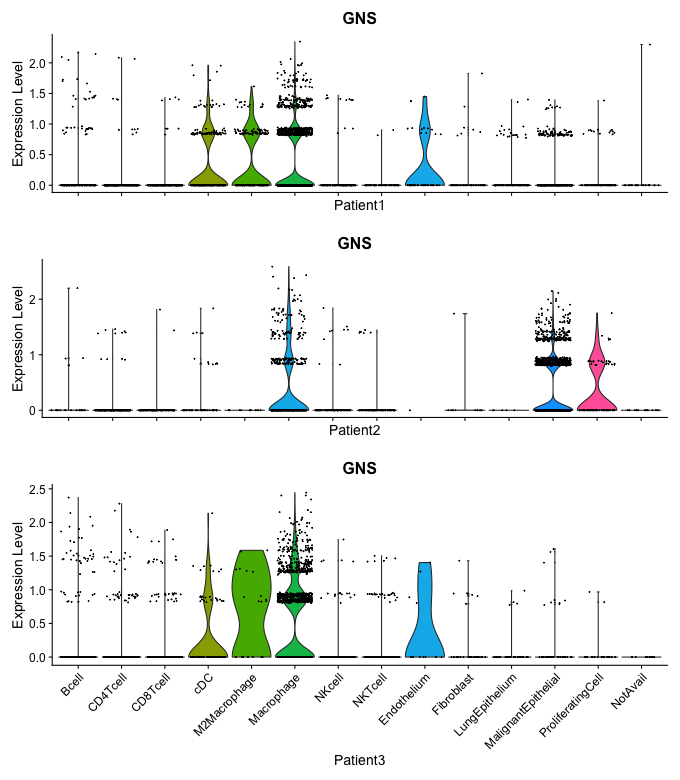 GNS
Expression Level
2.0
1.5
1.0
0.5
0.0
Patient1
GNS
Expression Level
2
1
0
Patient2
GNS
Expression Level
2.5
2.0
1.5
1.0
0.5
0.0
Bcell
CD4Tcell
CD8Tcell
cDC
M2Macrophage
Macrophage
NKcell
NKTcell
Endothelium
Fibroblast
LungEpithelium
MalignantEpithelial
ProliferatingCell
NotAvail
Patient3